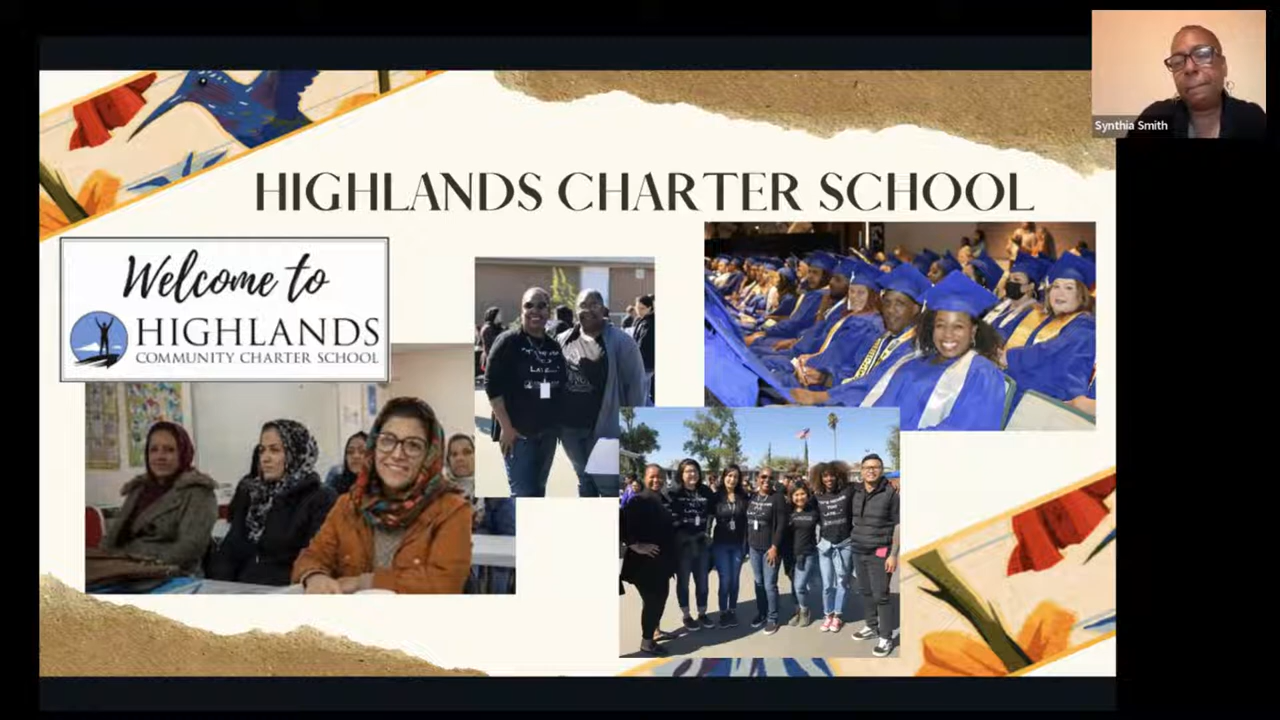 Synthia Smith
HIGHLANDS CHARTER SCHOOL
Welcome to
HIGHLANDS
COMMUNITY CHARTER SCHOOL